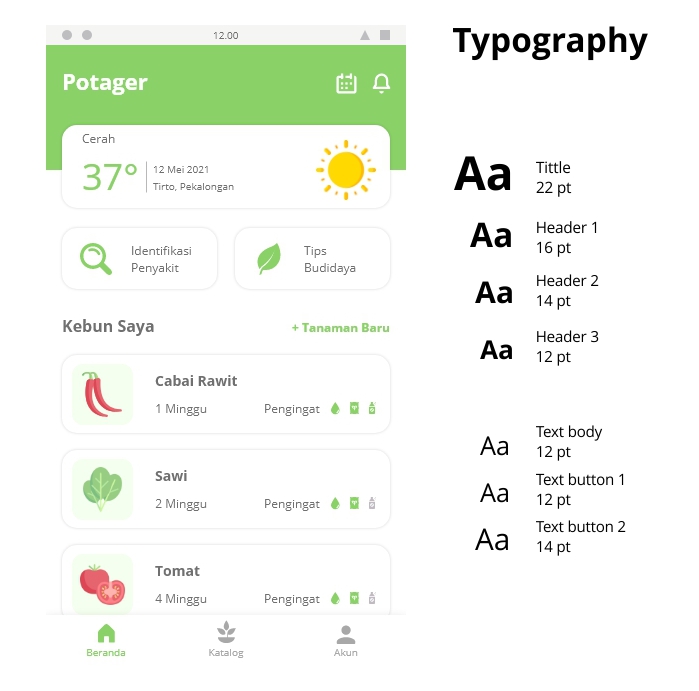 12.00
Potager
Cerah
37°
12 Mei 2021
Tirto, Pekalongan
Identifikasi
Penyakit
Tips
Budidaya
Kebun Saya
+ Tanaman Baru
Cabai Rawit
1 Minggu
Pengingat
Sawi
2 Minggu
Pengingat
Tomat
4 Minggu
Pengingat
Beranda
Katalog
Akun
Typography
Aa
Tittle
22 pt
Aa
Header 1
16 pt
Aa
Header 2
14 pt
Aa
Header 3
12 pt
Aa
Text body
12 pt
Aa
Text button 1
12 pt
Aa
Text button 2
14 pt